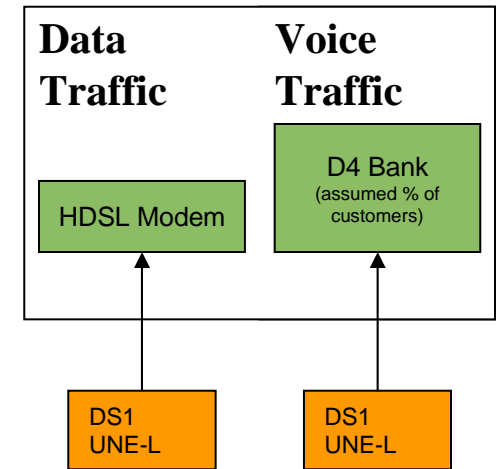 Data
Traffic
Voice
Traffic
HDSL Modem
D4 Bank
(assumed % of
customers)
DS1
UNE-L
DS1
UNE-L